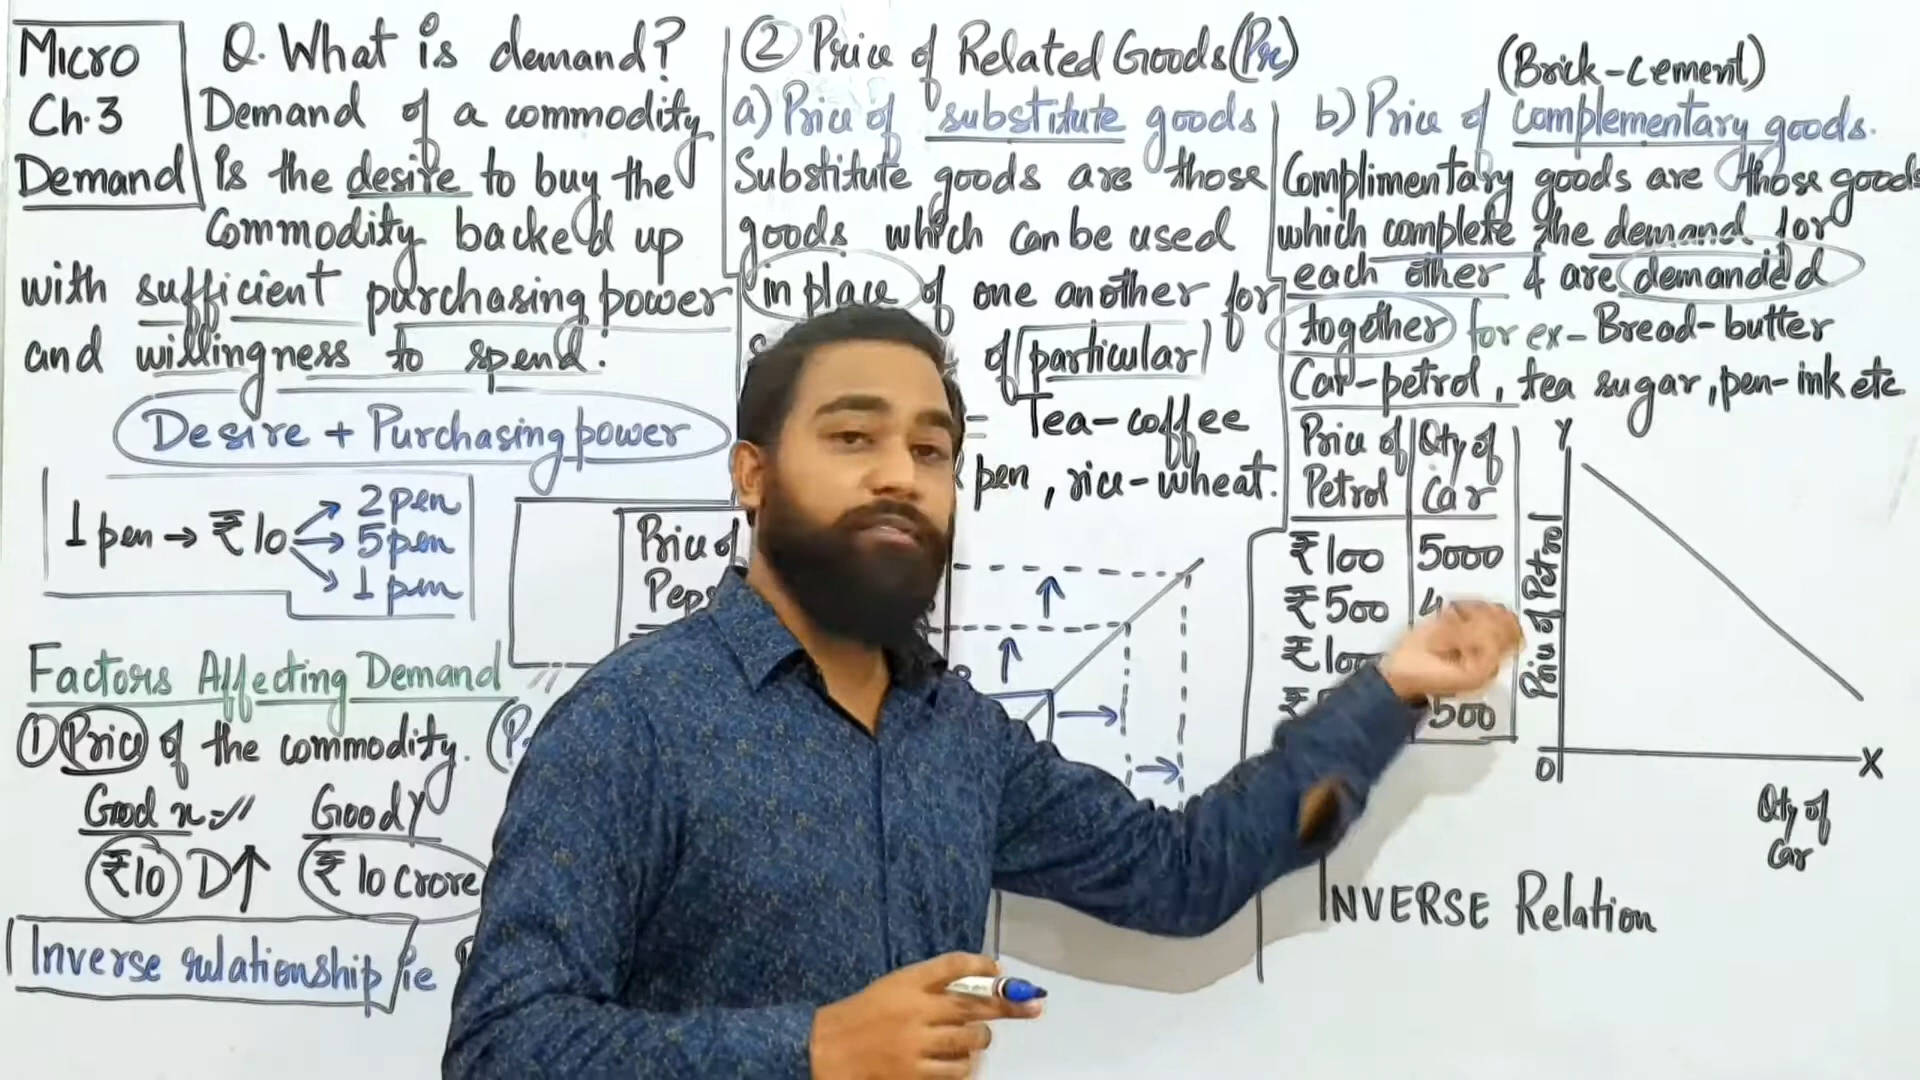 Micro
Ch.3
Demand
Q. What is demand?
Demand of a commodity
is the desire to buy the
Commodity backed up
with sufficient purchasing power
and willingness to spend.
Desire + Purchasing power
1 pen → ₹10
2 pen
5 pen
1 pen
Factors Affecting Demand
① Price of the commodity.
Good x
Good Y
₹10 D↑
₹10 Crore
Inverse relationship ie
② Price of Related Goods (Pr)
a) Price of substitute goods
Substitute goods are those
goods which can be used
in place of one another for
of particular
= Tea-coffee
pen, rice-wheat.
Price of
Peps
(Brick-cement)
b) Price of complementary goods.
Complimentary goods are those goods
which complete the demand for
each other & are demanded
together for ex- Bread-butter
Car-petrol, tea sugar, pen-ink etc
Price of Petrol
Qty of Car
₹100 5000
₹500
500
Y
Price of Petrol
O
X
Qty of
Car
INVERSE Relation